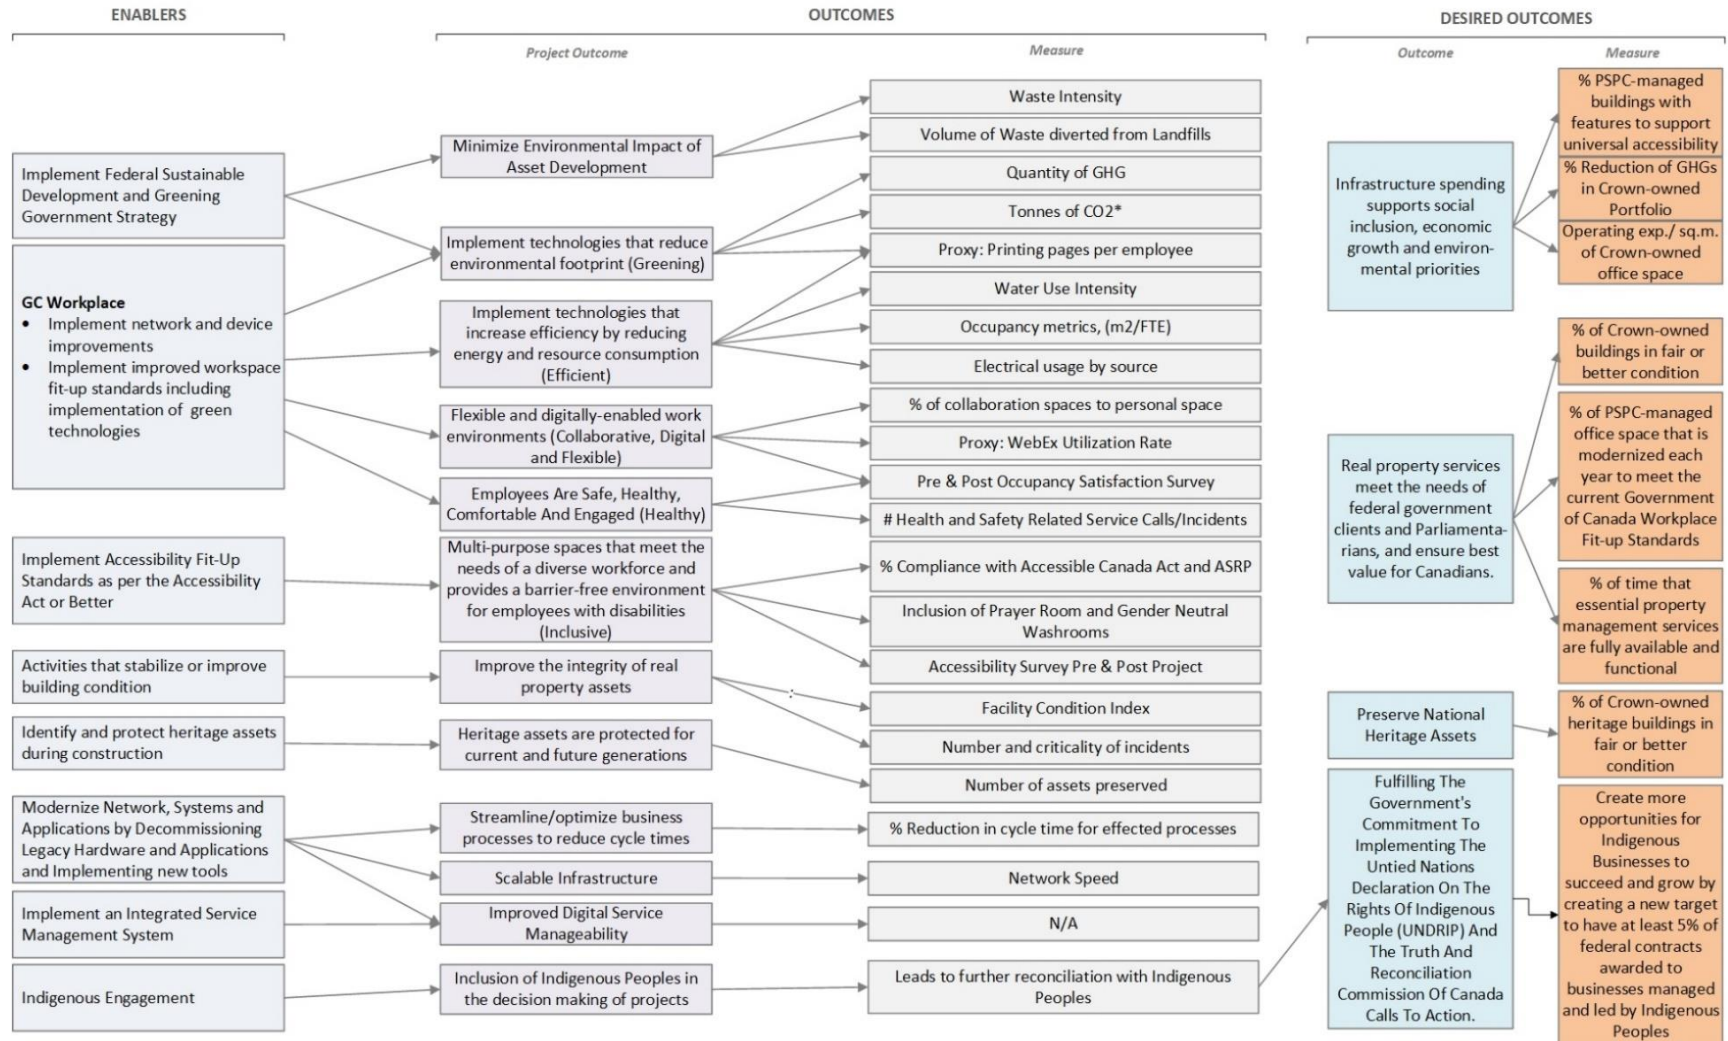 ENABLERS
OUTCOMES
DESIRED OUTCOMES
Project Outcome
Measure
Outcome
Measure
Implement Federal Sustainable
Development and Greening
Government Strategy
GC Workplace
• Implement network and device
improvements
• Implement improved workspace
fit-up standards including
implementation of green
technologies
Implement Accessibility Fit-Up
Standards as per the Accessibility
Act or Better
Activities that stabilize or improve
building condition
Identify and protect heritage assets
during construction
Modernize Network, Systems and
Applications by Decommissioning
Legacy Hardware and Applications
and Implementing new tools
Implement an Integrated Service
Management System
Indigenous Engagement
Minimize Environmental Impact of
Asset Development
Implement technologies that reduce
environmental footprint (Greening)
Implement technologies that
increase efficiency by reducing
energy and resource consumption
(Efficient)
Flexible and digitally-enabled work
environments (Collaborative, Digital
and Flexible)
Employees Are Safe, Healthy,
Comfortable And Engaged (Healthy)
Multi-purpose spaces that meet the
needs of a diverse workforce and
provides a barrier-free environment
for employees with disabilities
(Inclusive)
Improve the integrity of real
property assets
Heritage assets are protected for
current and future generations
Streamline/optimize business
processes to reduce cycle times
Scalable Infrastructure
Improved Digital Service
Manageability
Inclusion of Indigenous Peoples in
the decision making of projects
Waste Intensity
Volume of Waste diverted from Landfills
Quantity of GHG
Tonnes of CO2*
Proxy: Printing pages per employee
Water Use Intensity
Occupancy metrics, (m2/FTE)
Electrical usage by source
% of collaboration spaces to personal space
Proxy: WebEx Utilization Rate
Pre & Post Occupancy Satisfaction Survey
# Health and Safety Related Service Calls/Incidents
% Compliance with Accessible Canada Act and ASRP
Inclusion of Prayer Room and Gender Neutral
Washrooms
Accessibility Survey Pre & Post Project
Facility Condition Index
Number and criticality of incidents
Number of assets preserved
% Reduction in cycle time for effected processes
Network Speed
N/A
Leads to further reconciliation with Indigenous
Peoples
Infrastructure spending
supports social
inclusion, economic
growth and environ-
mental priorities
Real property services
meet the needs of
federal government
clients and Parliamenta-
rians, and ensure best
value for Canadians.
Preserve National
Heritage Assets
Fulfilling The
Government's
Commitment To
Implementing The
Untied Nations
Declaration On The
Rights Of Indigenous
People (UNDRIP) And
The Truth And
Reconciliation
Commission Of Canada
Calls To Action.
% PSPC-managed
buildings with
features to support
universal accessibility
% Reduction of GHGs
in Crown-owned
Portfolio
Operating exp./ sq.m.
of Crown-owned
office space
% of Crown-owned
buildings in fair or
better condition
% of PSPC-managed
office space that is
modernized each
year to meet the
current Government
of Canada Workplace
Fit-up Standards
% of time that
essential property
management services
are fully available and
functional
% of Crown-owned
heritage buildings in
fair or better
condition
Create more
opportunities for
Indigenous
Businesses to
succeed and grow by
creating a new target
to have at least 5% of
federal contracts
awarded to
businesses managed
and led by Indigenous
Peoples